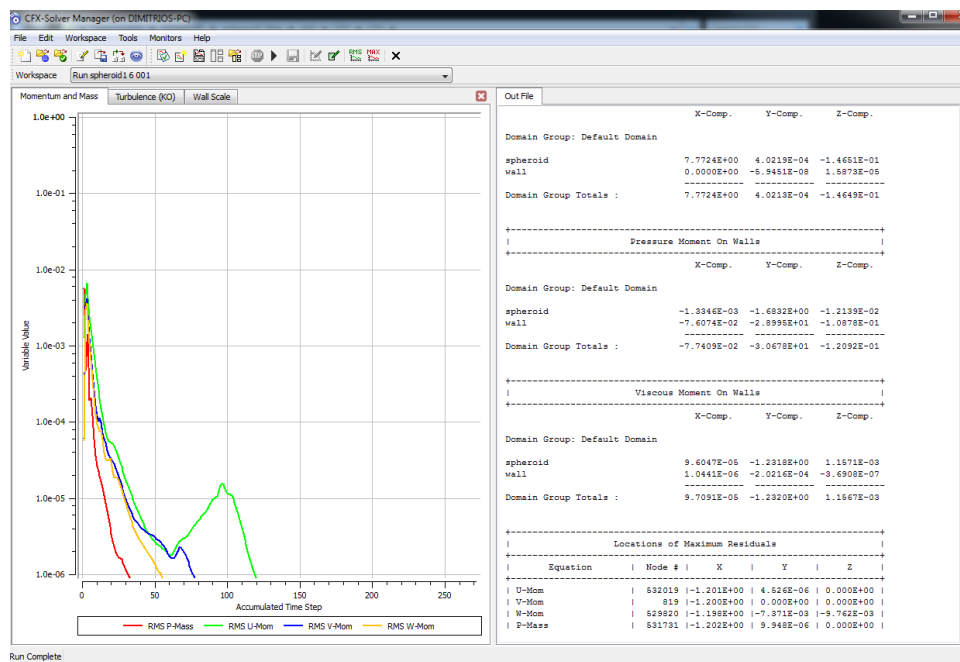 CFX-Solver Manager (on DIMITRIOS-PC)
File Edit Workspace Tools Monitors Help
Workspace Run spheroid1 6 001
Momentum and Mass Turbulence (KO) Wall Scale
1.0e+00
1.0e-01
1.0e-02
1.0e-03
1.0e-04
1.0e-05
1.0e-06
Variable Value
0 50 100 150 200 250
Accumulated Time Step
RMS P-Mass RMS U-Mom RMS V-Mom RMS W-Mom
Out File
X-Comp. Y-Comp. Z-Comp.
Domain Group: Default Domain
spheroid 7.7724E+00 4.0219E-04 -1.4651E-01
wall 0.0000E+00 -5.9451E-08 1.5873E-05
----------- ----------- -----------
Domain Group Totals : 7.7724E+00 4.0213E-04 -1.4649E-01
+--------------------------------------------------------------------+
| Pressure Moment On Walls |
+--------------------------------------------------------------------+
X-Comp. Y-Comp. Z-Comp.
Domain Group: Default Domain
spheroid -1.3346E-03 -1.6832E+00 -1.2139E-02
wall -7.6074E-02 -2.8995E+01 -1.0878E-01
----------- ----------- -----------
Domain Group Totals : -7.7409E-02 -3.0678E+01 -1.2092E-01
+--------------------------------------------------------------------+
| Viscous Moment On Walls |
+--------------------------------------------------------------------+
X-Comp. Y-Comp. Z-Comp.
Domain Group: Default Domain
spheroid 9.6047E-05 -1.2318E+00 1.1571E-03
wall 1.0441E-06 -2.0216E-04 -3.6908E-07
----------- ----------- -----------
Domain Group Totals : 9.7091E-05 -1.2320E+00 1.1567E-03
+--------------------------------------------------------------------+
| Locations of Maximum Residuals |
+--------------------------------------------------------------------+
| Equation | Node # | X | Y | Z |
+--------------------------------------------------------------------+
| U-Mom | 532019 |-1.201E+00 | 4.526E-06 | 0.000E+00 |
| V-Mom | 819 |-1.200E+00 | 0.000E+00 | 0.000E+00 |
| W-Mom | 529820 |-1.198E+00 |-7.371E-03 |-9.762E-03 |
| P-Mass | 531731 |-1.202E+00 | 9.948E-06 | 0.000E+00 |
Run Complete